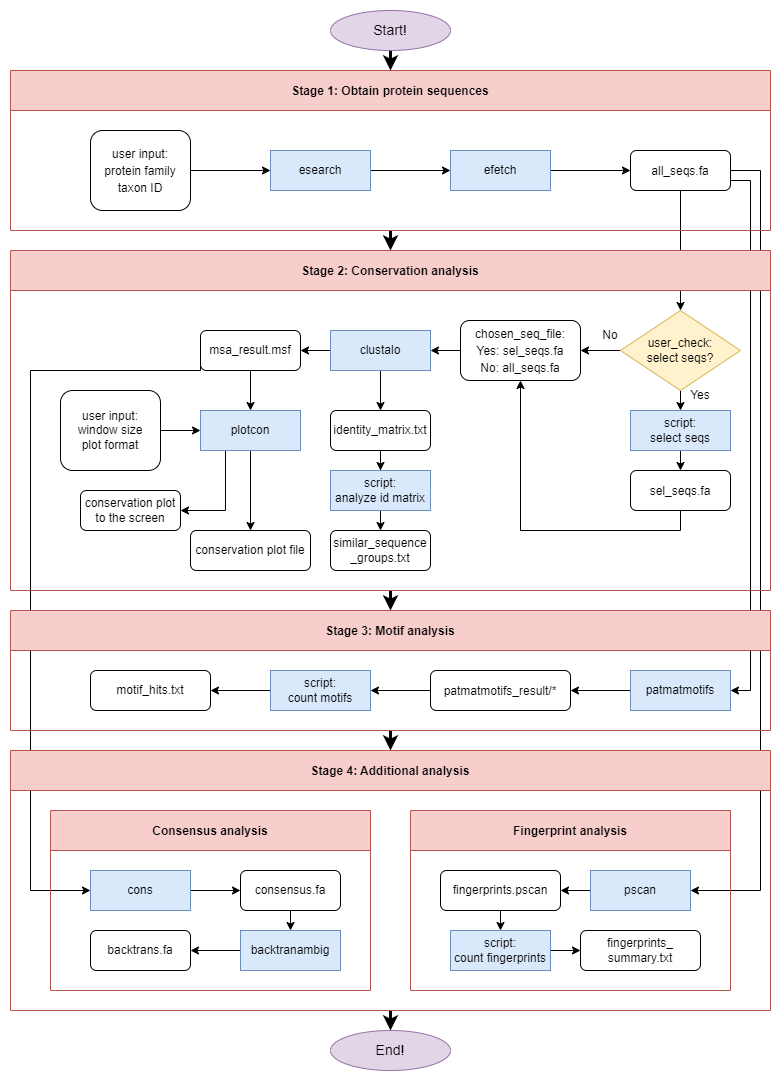 Start!
Stage 1: Obtain protein sequences
user input:
protein family
taxon ID
esearch
efetch
all_seqs.fa
Stage 2: Conservation analysis
msa_result.msf
clustalo
chosen_seq_file:
Yes: sel_seqs.fa
No: all_seqs.fa
No
user_check:
select seqs?
Yes
user input:
window size
plot format
plotcon
identity_matrix.txt
script:
select seqs
conservation plot
to the screen
script:
analyze id matrix
sel_seqs.fa
conservation plot file
similar_sequence
_groups.txt
Stage 3: Motif analysis
motif_hits.txt
script:
count motifs
patmatmotifs_result/*
patmatmotifs
Stage 4: Additional analysis
Consensus analysis
cons
consensus.fa
backtrans.fa
backtranambig
Fingerprint analysis
fingerprints.pscan
pscan
script:
count fingerprints
fingerprints_
summary.txt
End!